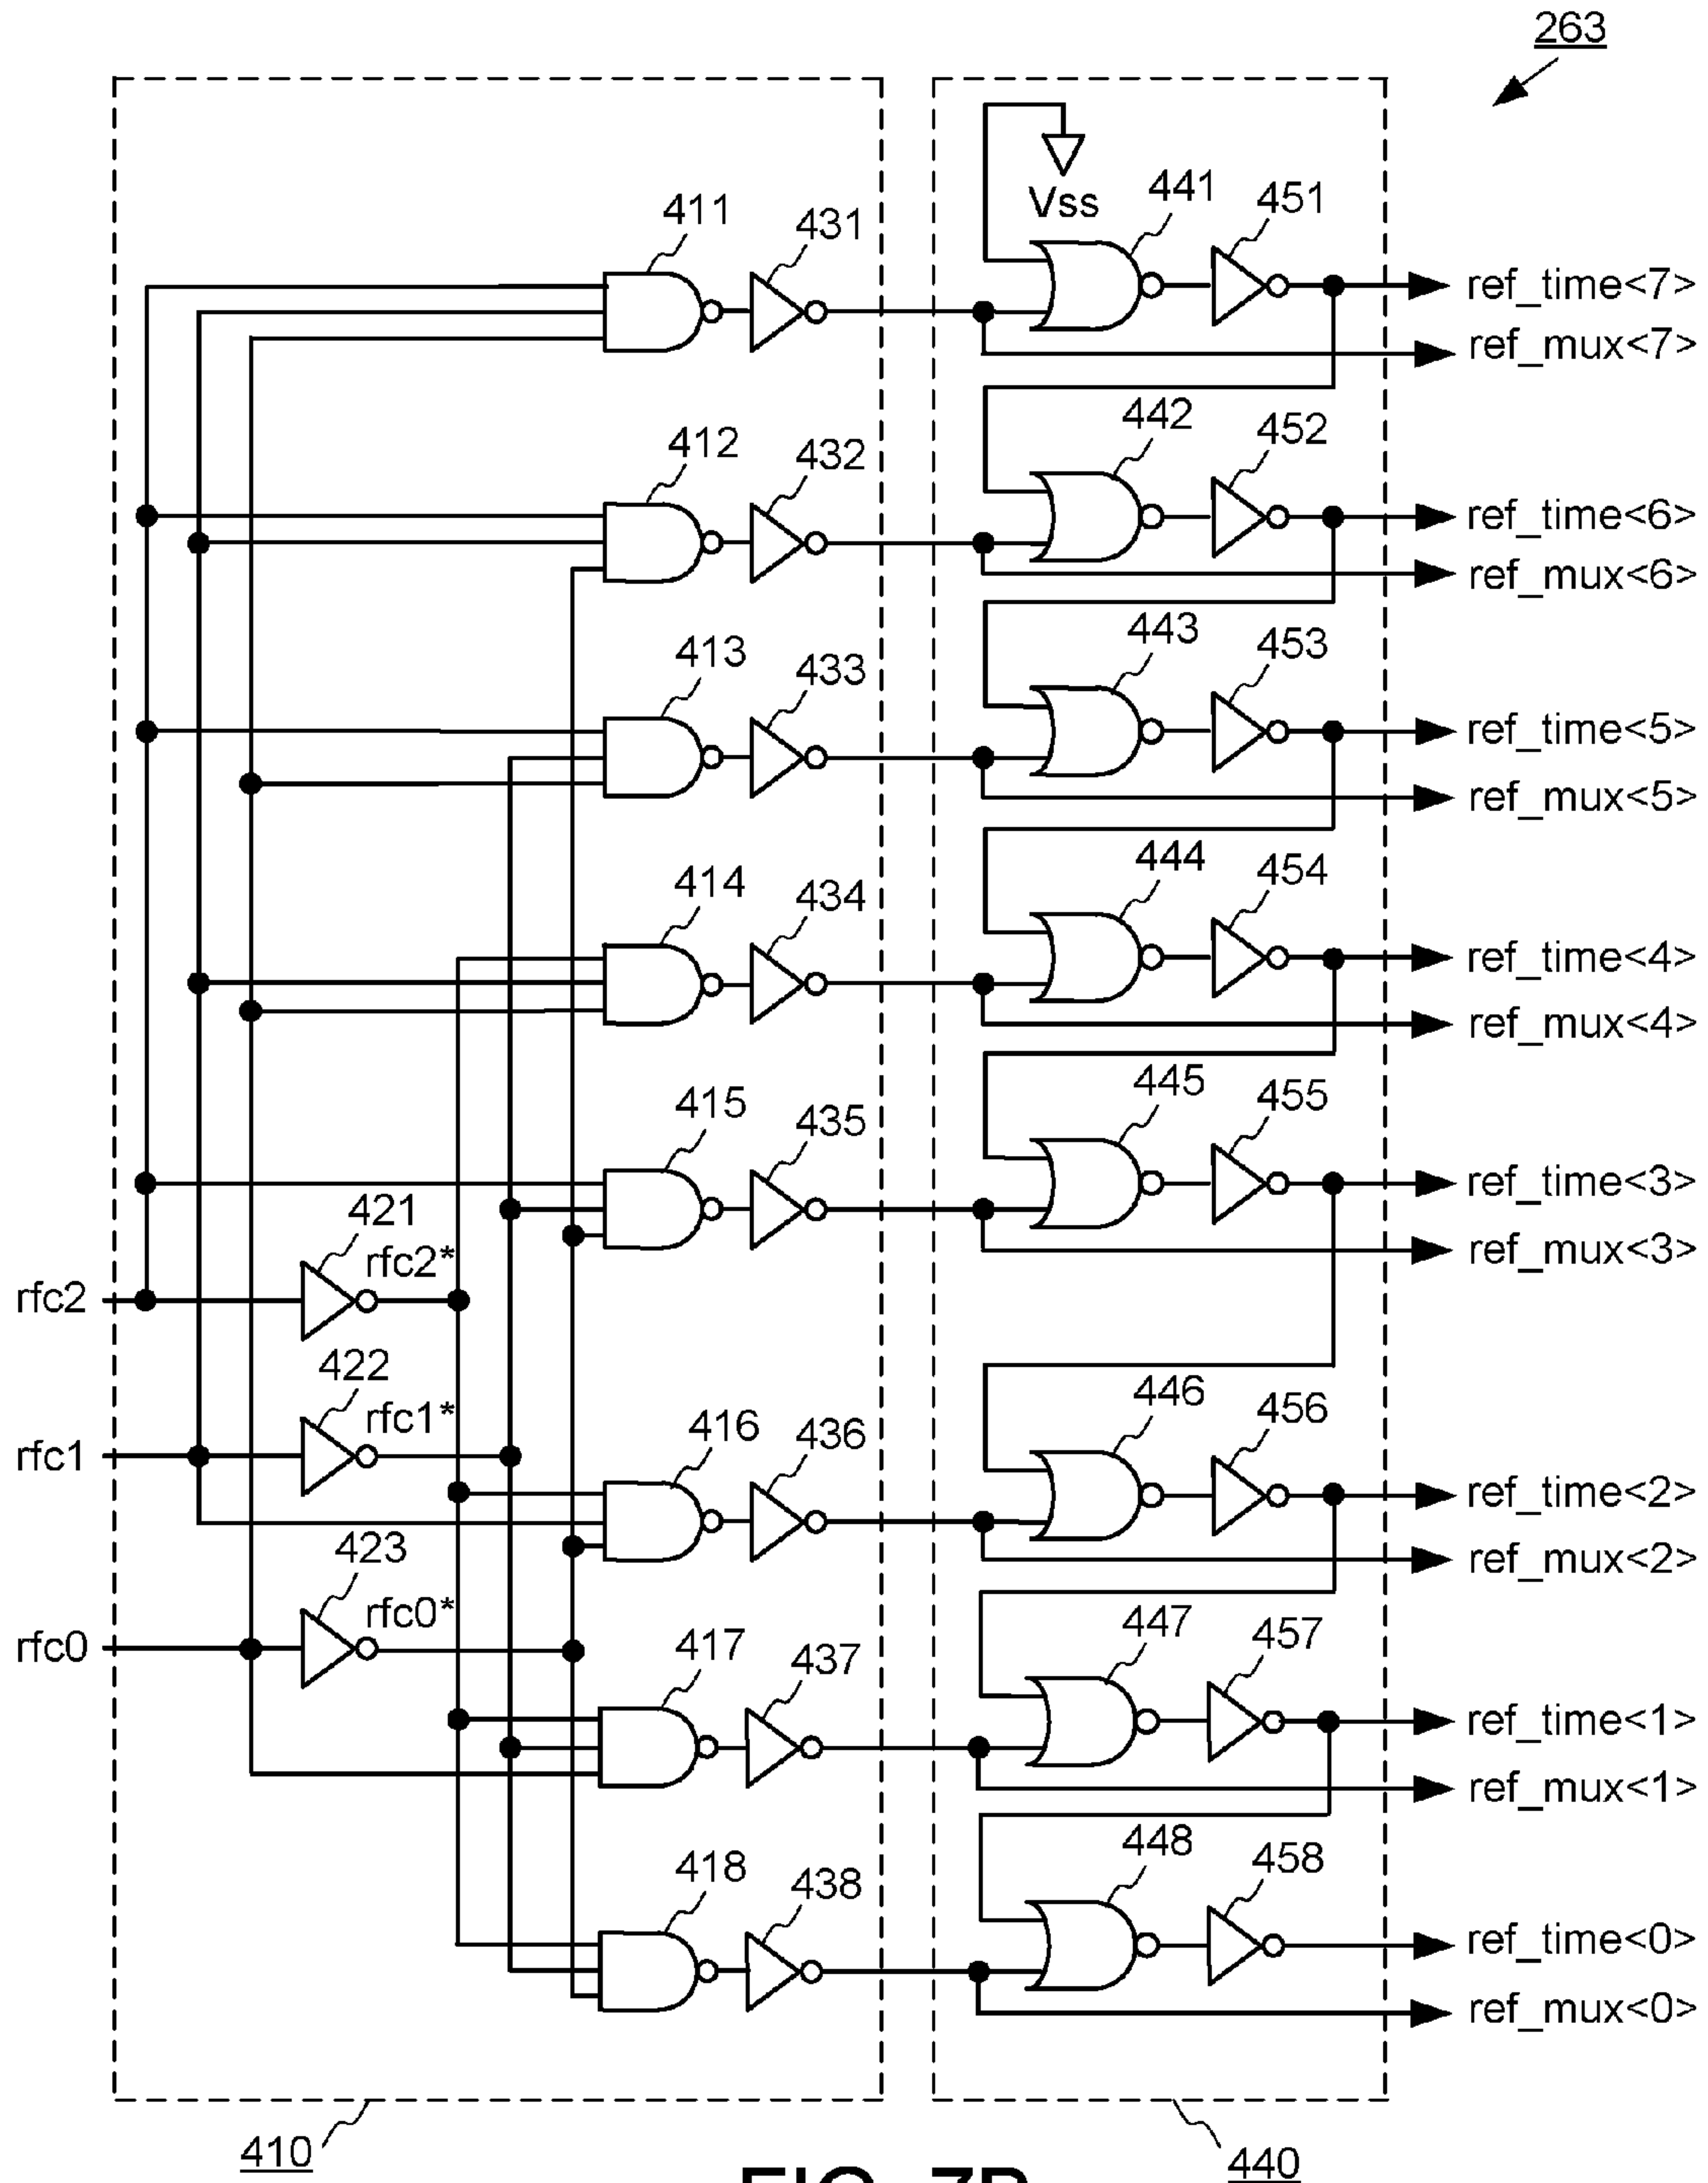 263
Vss
411
431
441
451
ref_time<7>
ref_mux<7>
412
432
442
452
ref_time<6>
ref_mux<6>
413
433
443
453
ref_time<5>
ref_mux<5>
414
434
444
454
ref_time<4>
ref_mux<4>
415
435
445
455
ref_time<3>
ref_mux<3>
421
rfc2*
rfc2
422
rfc1*
rfc1
416
436
446
456
ref_time<2>
ref_mux<2>
423
rfc0*
rfc0
417
437
447
457
ref_time<1>
ref_mux<1>
418
438
448
458
ref_time<0>
ref_mux<0>
410
440
FIG. 7B